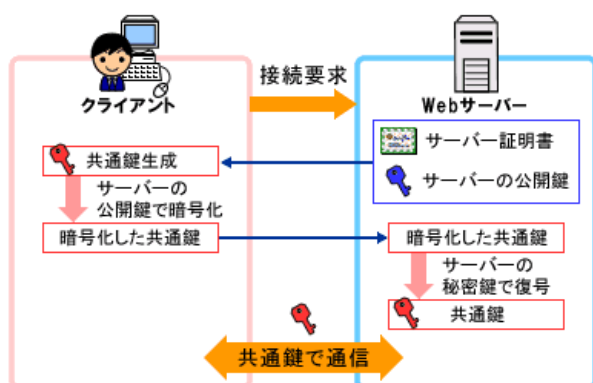 接続要求
クライアント
Webサーバー
サーバー証明書
サーバーの公開鍵
共通鍵生成
サーバーの
公開鍵で暗号化
暗号化した共通鍵
暗号化した共通鍵
サーバーの
秘密鍵で復号
共通鍵
共通鍵で通信